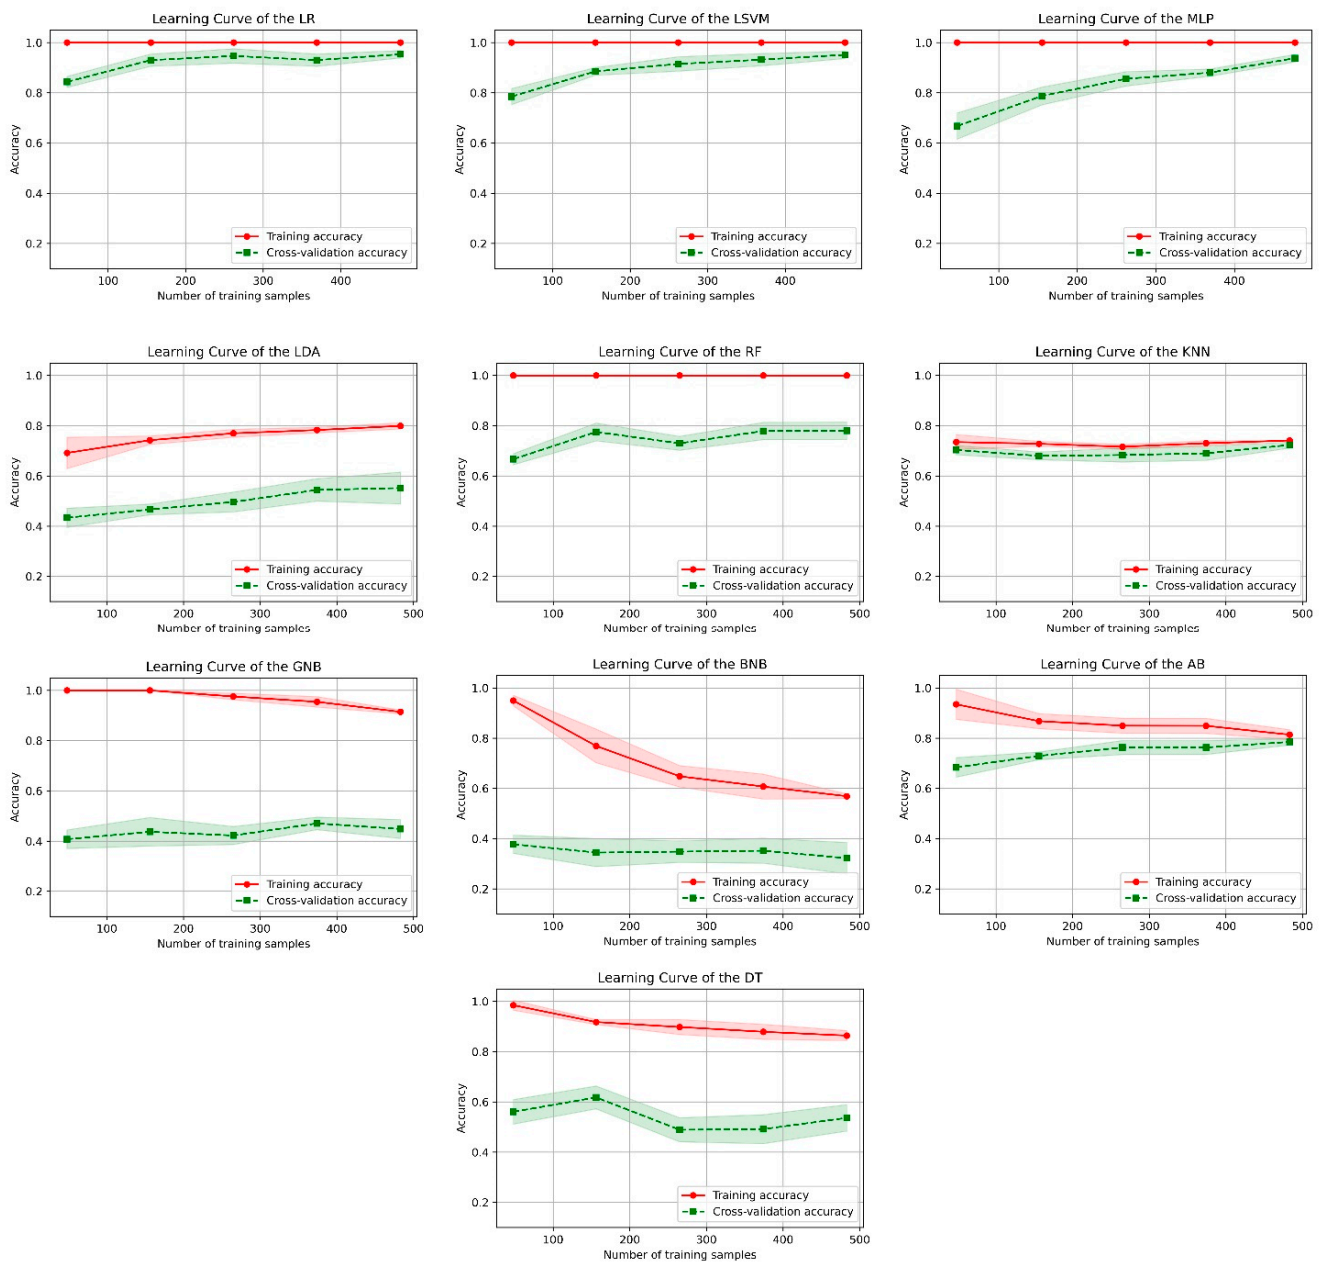 Learning Curve of the LR
1.0
0.8
0.6
0.4
0.2
Accuracy
Training accuracy
Cross-validation accuracy
100 200 300 400
Number of training samples
Learning Curve of the LSVM
1.0
0.8
0.6
0.4
0.2
Accuracy
Training accuracy
Cross-validation accuracy
100 200 300 400
Number of training samples
Learning Curve of the MLP
1.0
0.8
0.6
0.4
0.2
Accuracy
Training accuracy
Cross-validation accuracy
100 200 300 400
Number of training samples
Learning Curve of the LDA
1.0
0.8
0.6
0.4
0.2
Accuracy
Training accuracy
Cross-validation accuracy
100 200 300 400 500
Number of training samples
Learning Curve of the RF
1.0
0.8
0.6
0.4
0.2
Accuracy
Training accuracy
Cross-validation accuracy
100 200 300 400 500
Number of training samples
Learning Curve of the KNN
1.0
0.8
0.6
0.4
0.2
Accuracy
Training accuracy
Cross-validation accuracy
100 200 300 400 500
Number of training samples
Learning Curve of the GNB
1.0
0.8
0.6
0.4
0.2
Accuracy
Training accuracy
Cross-validation accuracy
100 200 300 400 500
Number of training samples
Learning Curve of the BNB
1.0
0.8
0.6
0.4
0.2
Accuracy
Training accuracy
Cross-validation accuracy
100 200 300 400 500
Number of training samples
Learning Curve of the AB
1.0
0.8
0.6
0.4
0.2
Accuracy
Training accuracy
Cross-validation accuracy
100 200 300 400 500
Number of training samples
Learning Curve of the DT
1.0
0.8
0.6
0.4
0.2
Accuracy
Training accuracy
Cross-validation accuracy
100 200 300 400 500
Number of training samples